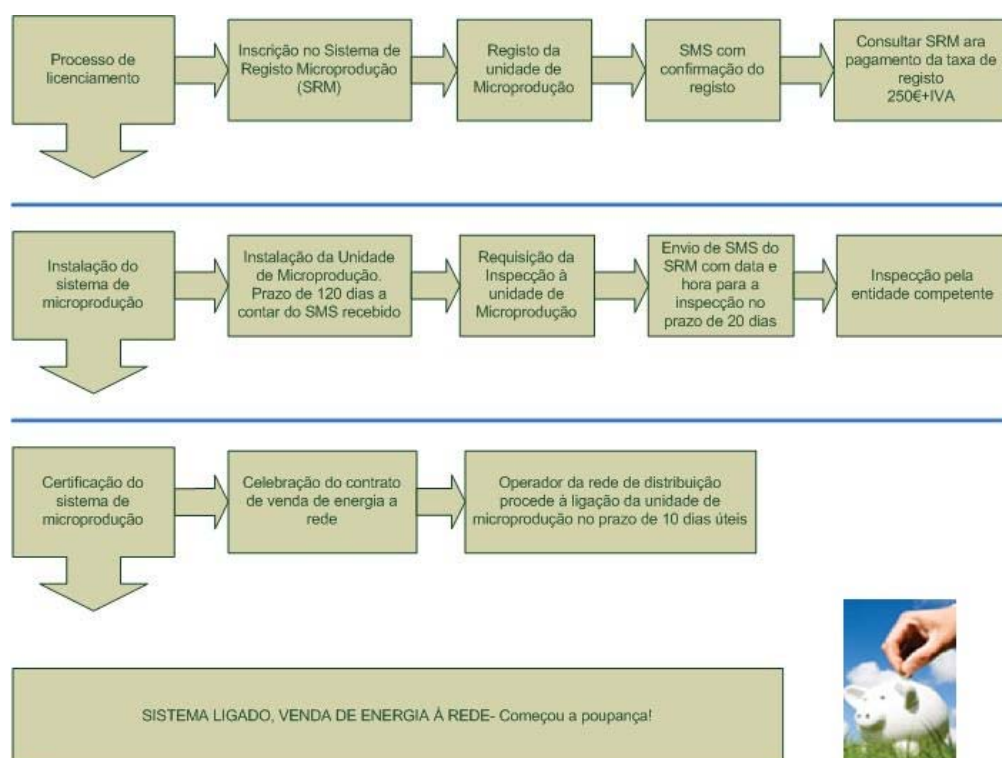 Processo de
licenciamento
Inscrição no Sistema de
Registo Microprodução
(SRM)
Registo da
unidade de
Microprodução
SMS com
confirmação do
registo
Consultar SRM ara
pagamento da taxa de
registo
250€+IVA
Instalação do
sistema de
microprodução
Instalação da Unidade
de Microprodução.
Prazo de 120 dias a
contar do SMS recebido
Requisição da
Inspecção à
unidade de
Microprodução
Envio de SMS do
SRM com data e
hora para a
inspecção no
prazo de 20 dias
Inspecção pela
entidade competente
Certificação do
sistema de
microprodução
Celebração do contrato
de venda de energia a
rede
Operador da rede de distribuição
procede à ligação da unidade de
microprodução no prazo de 10 dias úteis
SISTEMA LIGADO, VENDA DE ENERGIA À REDE- Começou a poupança!